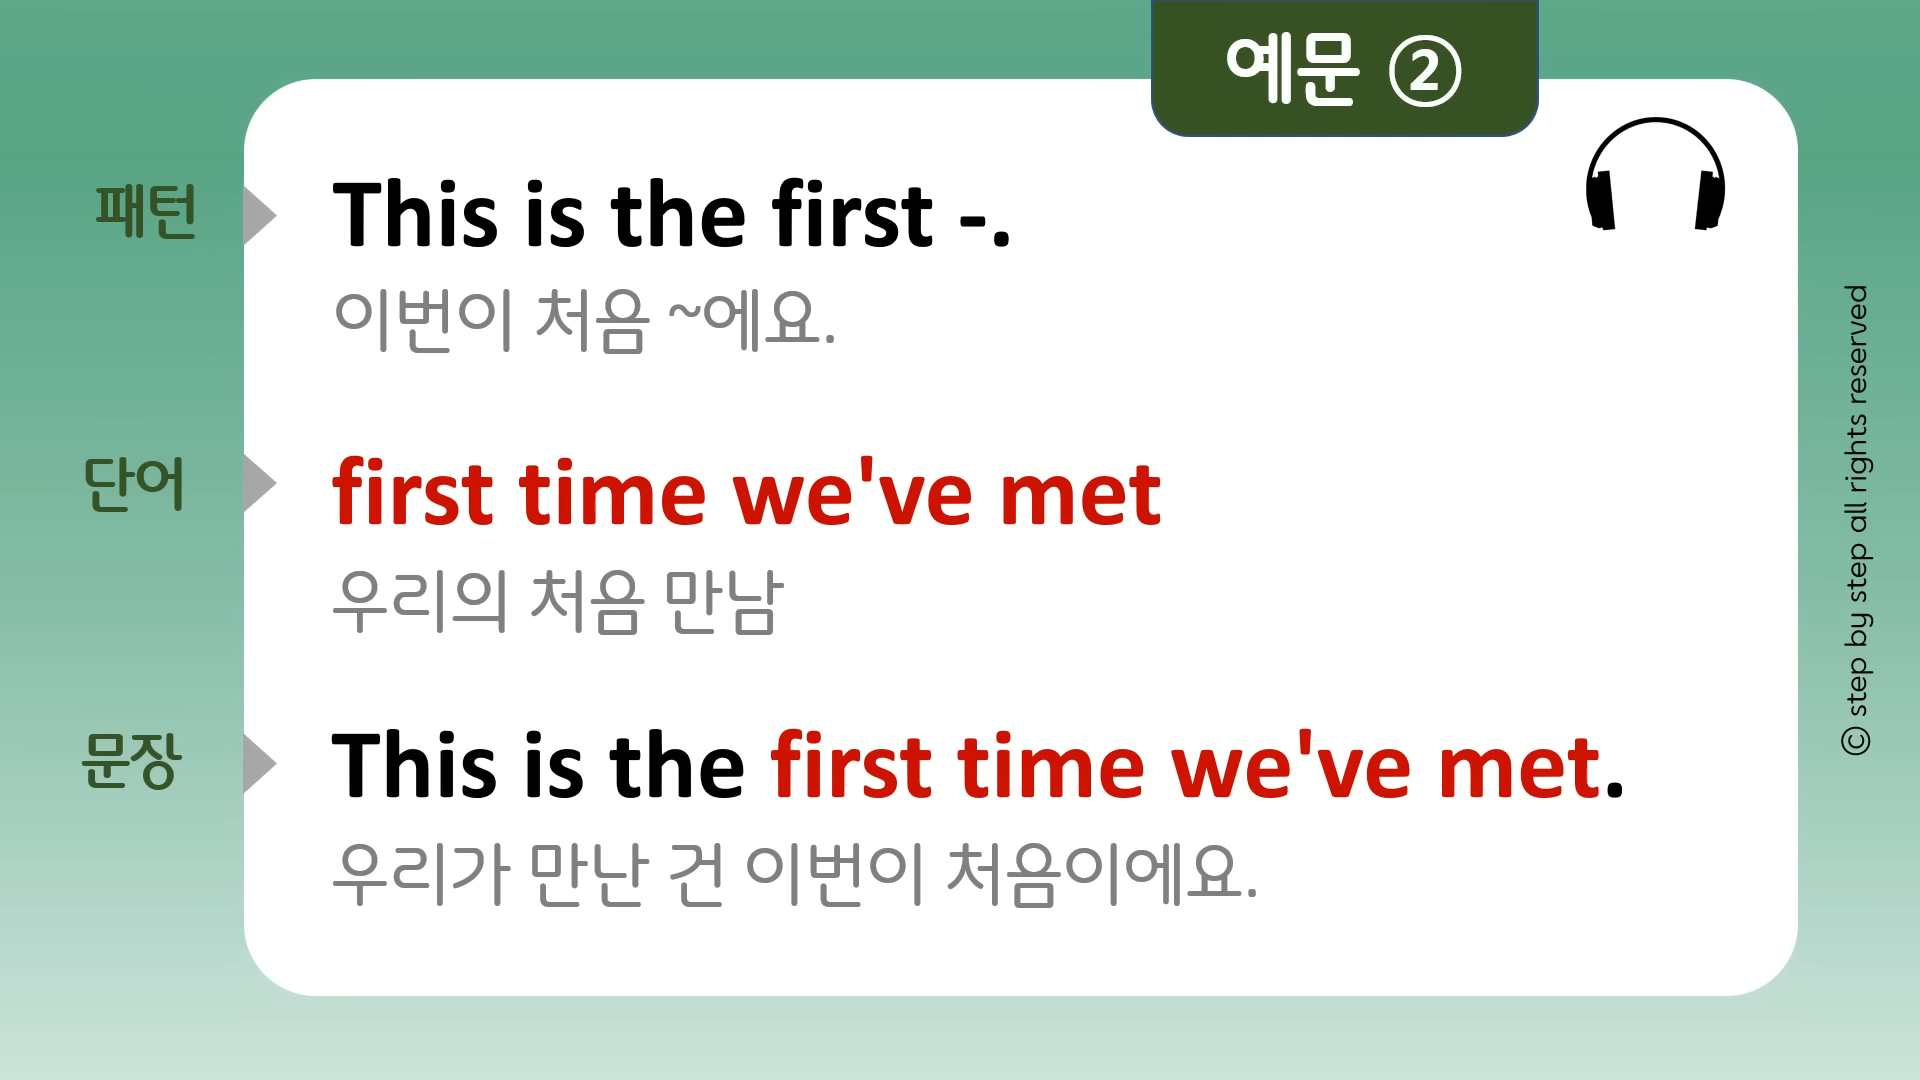 예문 ②
패턴
This is the first -.
이번이 처음 ~에요.
단어
first time we've met
우리의 처음 만남
문장
This is the first time we've met.
우리가 만난 건 이번이 처음이에요.
© step by step all rights reserved